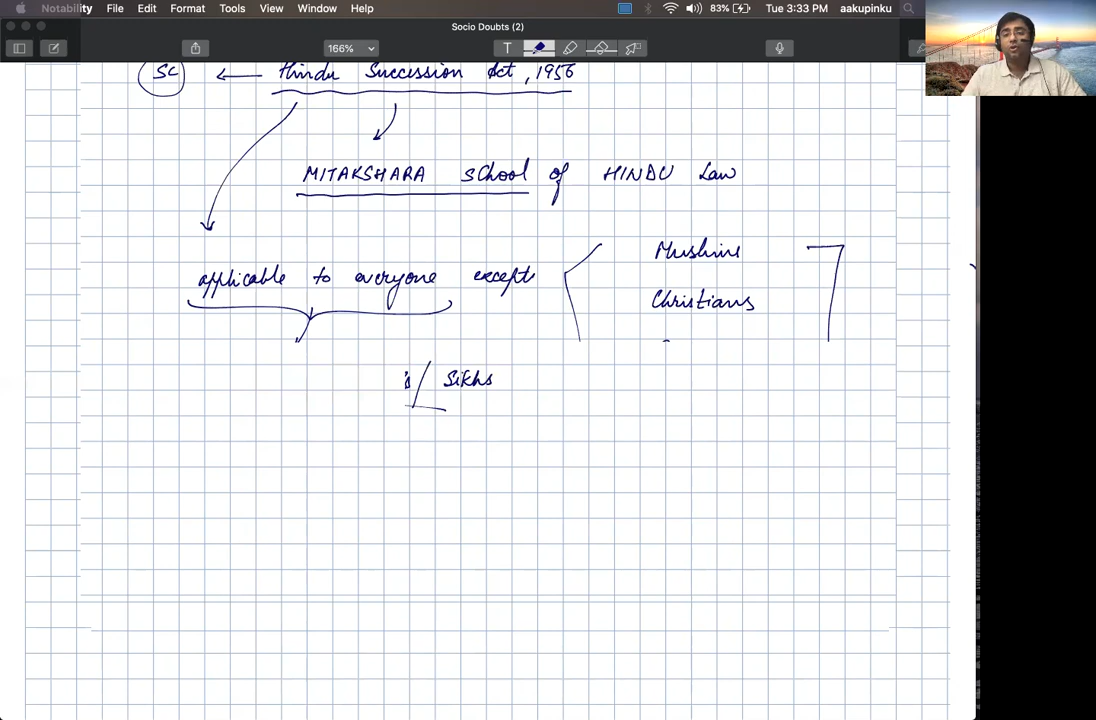 Notability File Edit Format Tools View Window Help 83% Tue 3:33 PM aakupinku
Socio Doubts (2)
166% T
SC ← Hindu Succession Act, 1956
MITAKSHARA School of HINDU Law
Muslims
applicable to everyone except
Christians
Sikhs